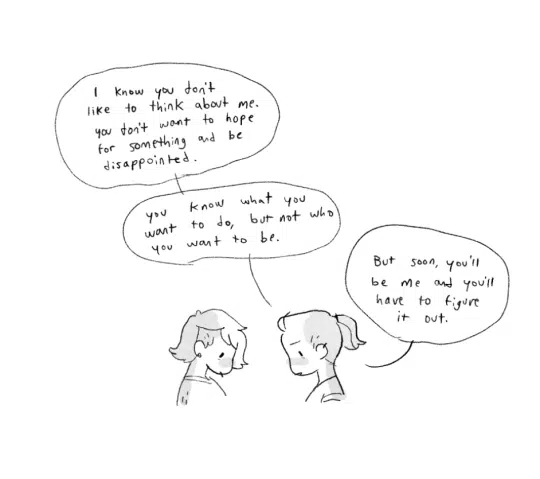 I know you don't
like to think about me.
you don't want to hope
for something and be
disappointed.
you know what you
want to do, but not who
you want to be.
But soon, you'll
be me and you'll
have to figure
it out.